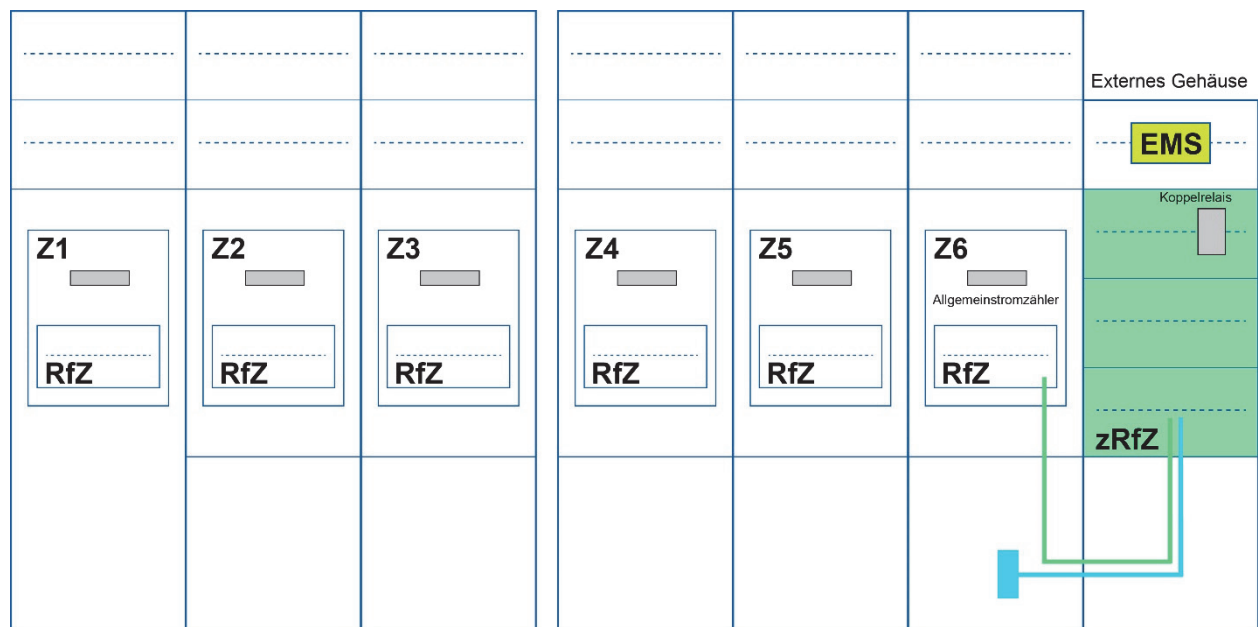 Externes Gehäuse
EMS
Koppelrelais
Z1
Z2
Z3
Z4
Z5
Z6
Allgemeinstromzähler
RfZ
RfZ
RfZ
RfZ
RfZ
RfZ
zRfZ